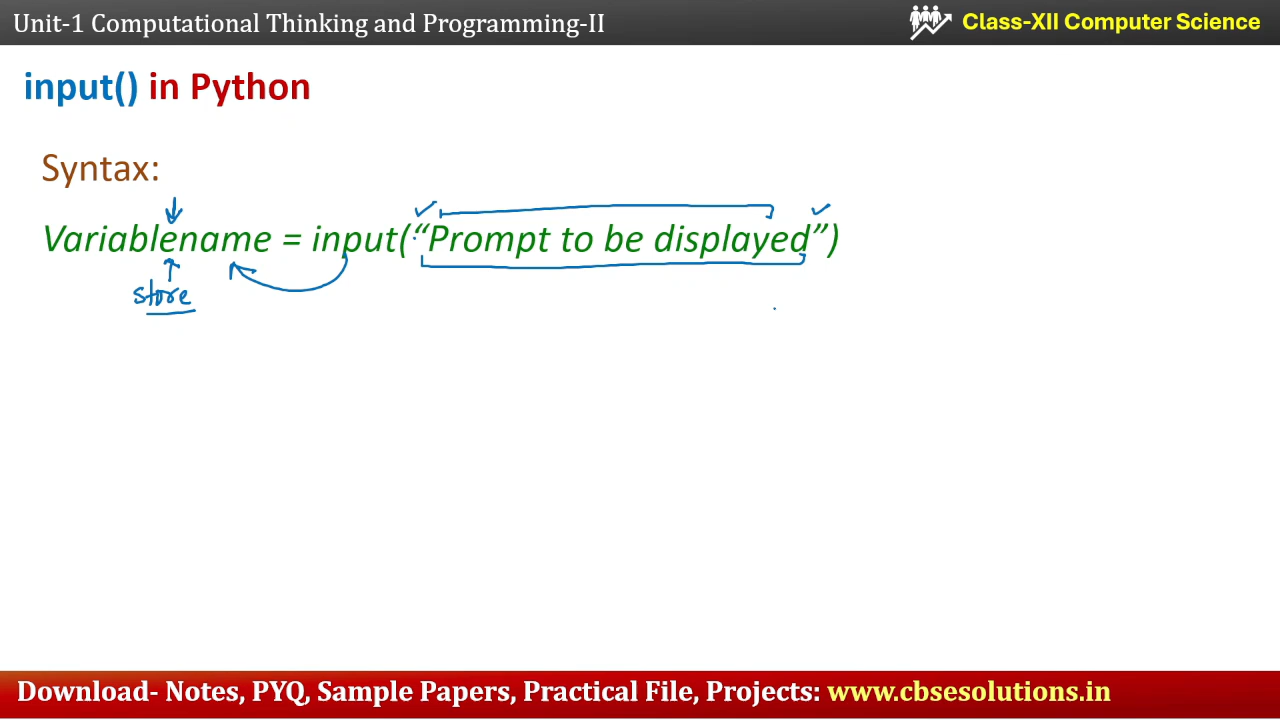 Unit-1 Computational Thinking and Programming-II
Class-XII Computer Science
input() in Python
Syntax:
Variablename = input(“Prompt to be displayed”)
store
Download- Notes, PYQ, Sample Papers, Practical File, Projects: www.cbsesolutions.in